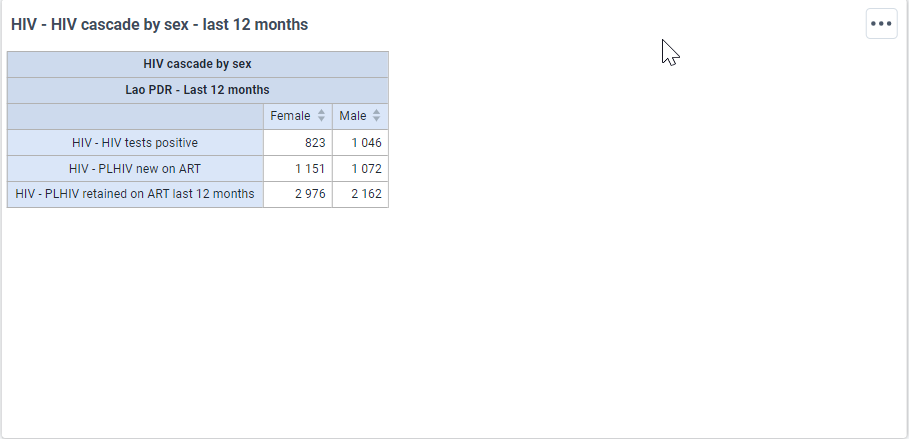 HIV - HIV cascade by sex - last 12 months
HIV cascade by sex
Lao PDR - Last 12 months
Female Male
HIV - HIV tests positive 823 1 046
HIV - PLHIV new on ART 1 151 1 072
HIV - PLHIV retained on ART last 12 months 2 976 2 162